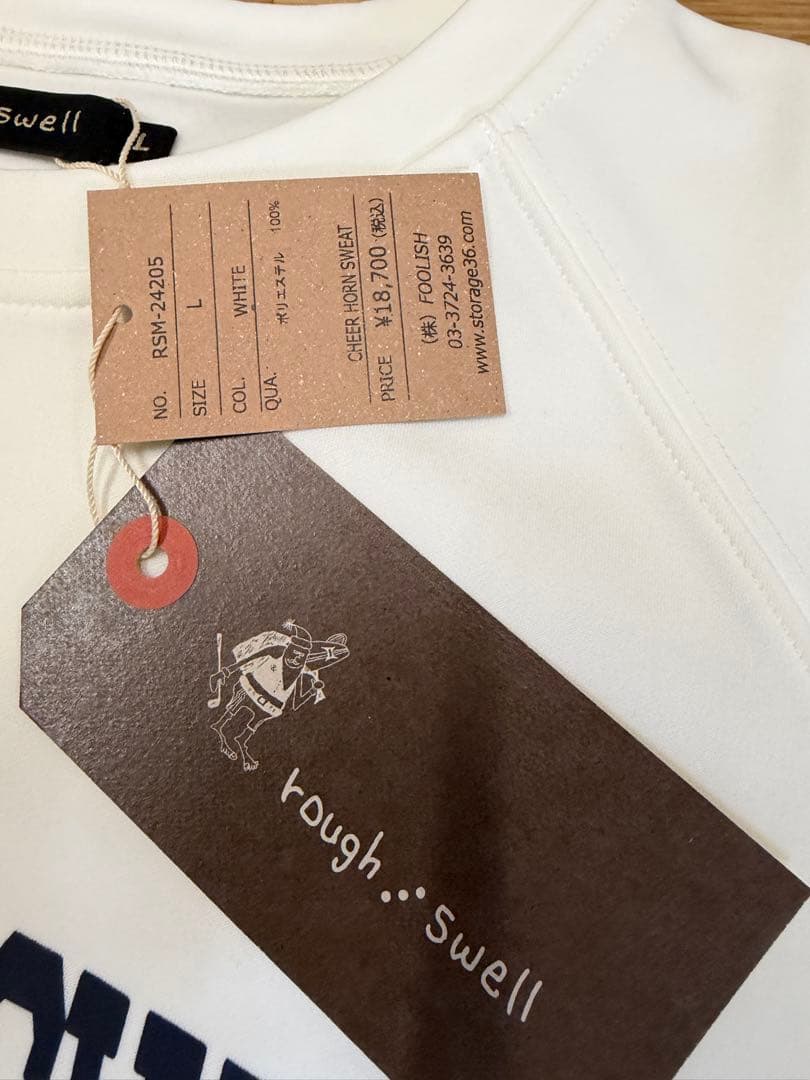 swell
L
NO. RSM-24205
SIZE L
COL. WHITE
QUA. ポリエステル 100%
CHEER HORN SWEAT
PRICE ¥18,700 (税込)
(株) FOOLISH
03-3724-3639
www.storage36.com
rough...swell